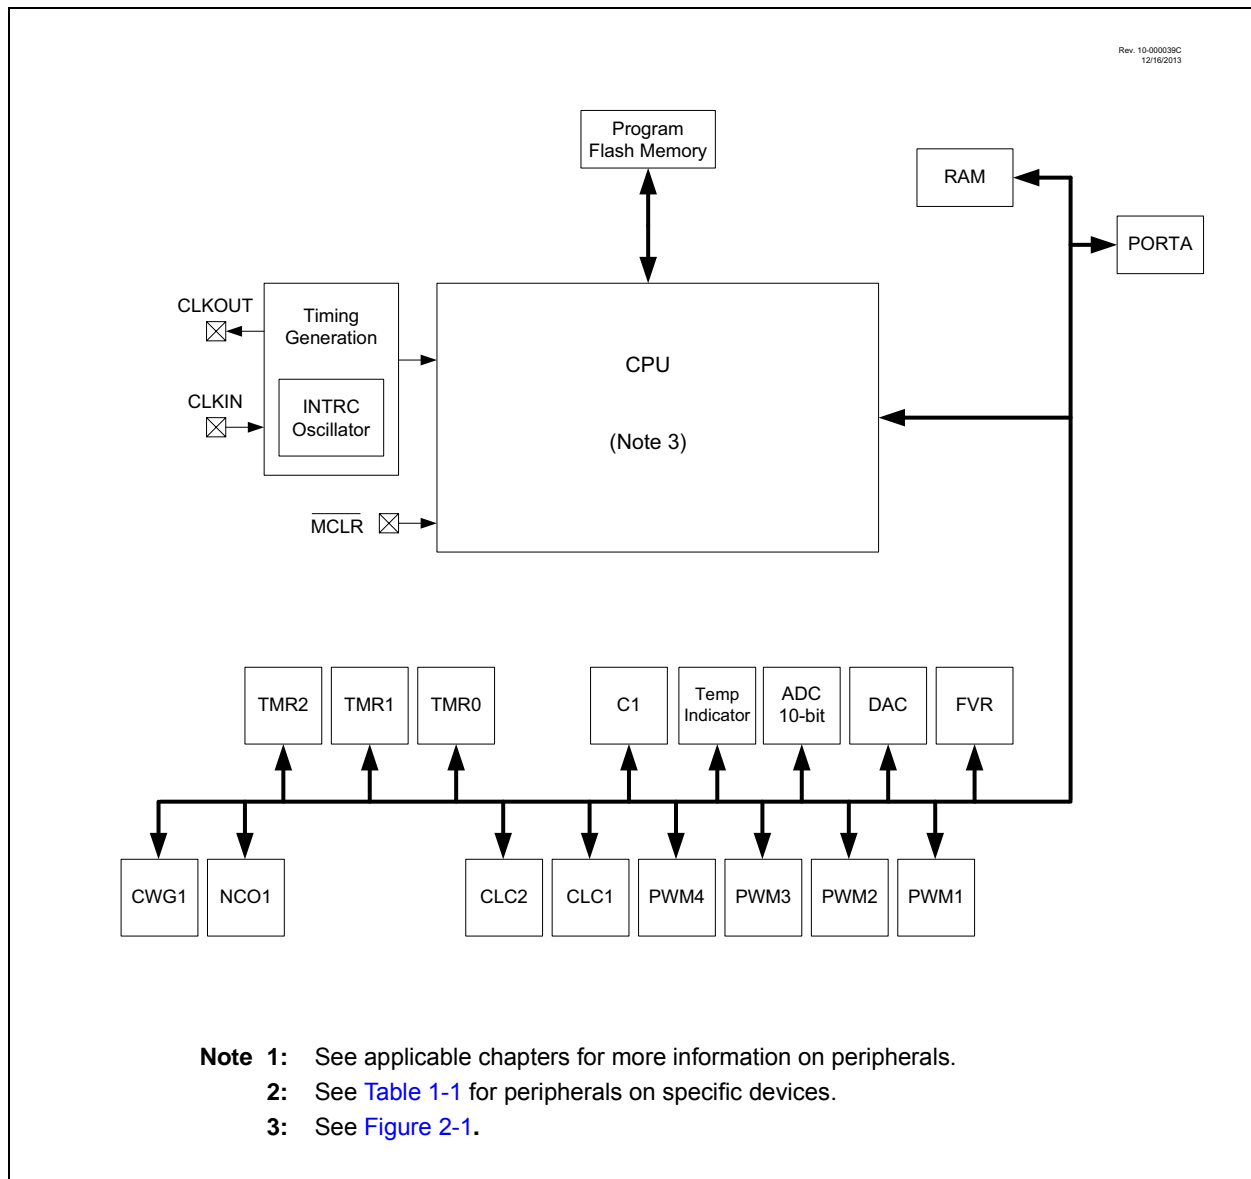 Rev. 10-000039C
12/16/2013
Program
Flash Memory
RAM
PORTA
CLKOUT
Timing
Generation
CPU
CLKIN
INTRC
Oscillator
(Note 3)
MCLR
TMR2
TMR1
TMR0
C1
Temp
Indicator
ADC
10-bit
DAC
FVR
CWG1
NCO1
CLC2
CLC1
PWM4
PWM3
PWM2
PWM1
Note 1: See applicable chapters for more information on peripherals.
2: See Table 1-1 for peripherals on specific devices.
3: See Figure 2-1.